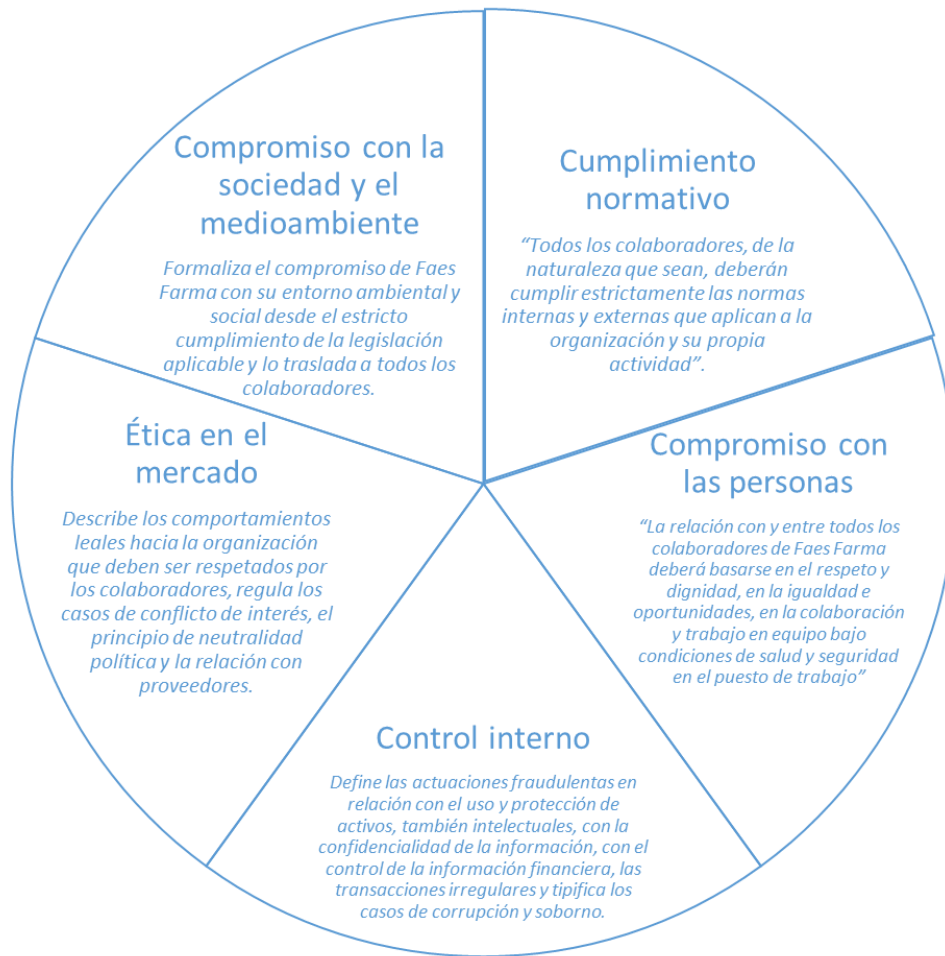 Compromiso con la
sociedad y el
medioambiente
Formaliza el compromiso de Faes
Farma con su entorno ambiental y
social desde el estricto
cumplimiento de la legislación
aplicable y lo traslada a todos los
colaboradores.
Cumplimiento
normativo
“Todos los colaboradores, de la
naturaleza que sean, deberán
cumplir estrictamente las normas
internas y externas que aplican a la
organización y su propia
actividad”.
Ética en el
mercado
Describe los comportamientos
leales hacia la organización
que deben ser respetados por
los colaboradores, regula los
casos de conflicto de interés, el
principio de neutralidad
política y la relación con
proveedores.
Compromiso con
las personas
“La relación con y entre todos los
colaboradores de Faes Farma
deberá basarse en el respeto y
dignidad, en la igualdad e
oportunidades, en la colaboración
y trabajo en equipo bajo
condiciones de salud y seguridad
en el puesto de trabajo”
Control interno
Define las actuaciones fraudulentas en
relación con el uso y protección de
activos, también intelectuales, con la
confidencialidad de la información, con el
control de la información financiera, las
transacciones irregulares y tipifica los
casos de corrupción y soborno.